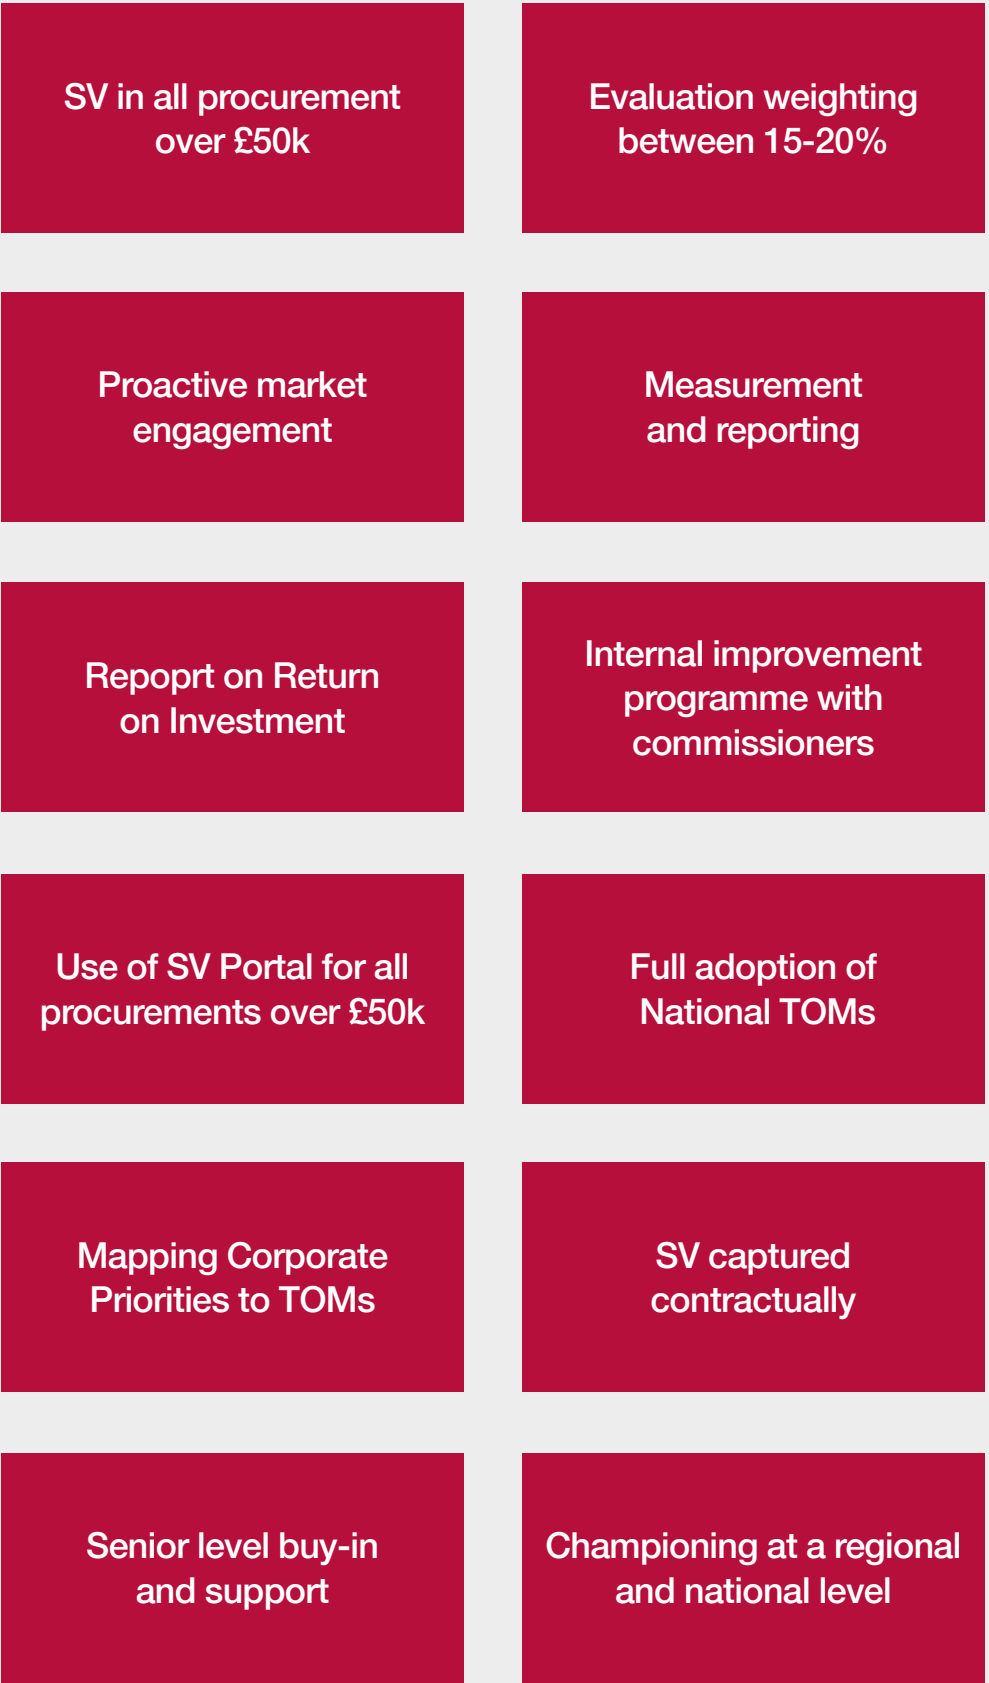 SV in all procurement
over £50k
Evaluation weighting
between 15-20%
Proactive market
engagement
Measurement
and reporting
Repoprt on Return
on Investment
Internal improvement
programme with
commissioners
Use of SV Portal for all
procurements over £50k
Full adoption of
National TOMs
Mapping Corporate
Priorities to TOMs
SV captured
contractually
Senior level buy-in
and support
Championing at a regional
and national level